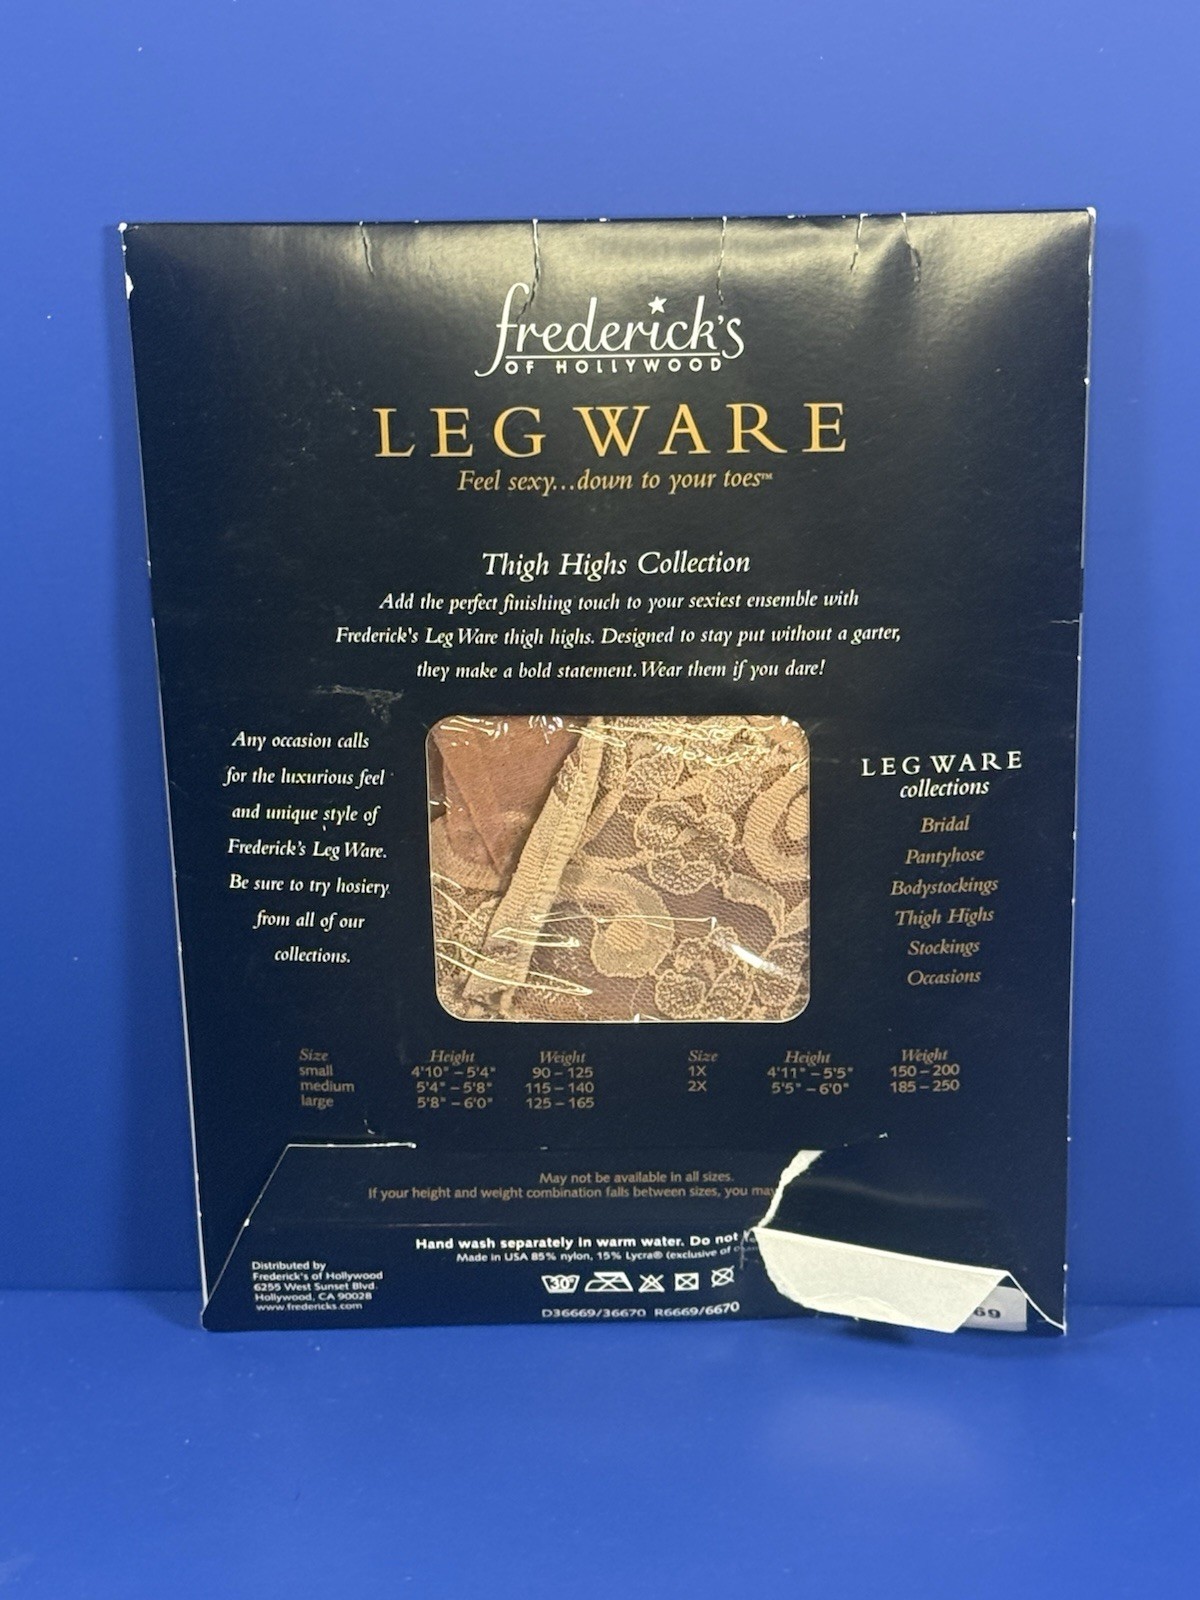 frederick's
OF HOLLYWOOD
LEG WARE
Feel sexy...down to your toes™
Thigh Highs Collection
Add the perfect finishing touch to your sexiest ensemble with
Frederick's Leg Ware thigh highs. Designed to stay put without a garter,
they make a bold statement. Wear them if you dare!
Any occasion calls
for the luxurious feel
and unique style of
Frederick's Leg Ware.
Be sure to try hosiery
from all of our
collections.
LEG WARE
collections
Bridal
Pantyhose
Bodystockings
Thigh Highs
Stockings
Occasions
Size Height Weight
small 4'10" – 5'4" 90 – 125
medium 5'4" – 5'8" 115 – 140
large 5'8" – 6'0" 125 – 165
Size Height Weight
1X 4'11" – 5'5" 150 – 200
2X 5'5" – 6'0" 185 – 250
May not be available in all sizes.
If your height and weight combination falls between sizes, you may
Hand wash separately in warm water. Do not
Made in USA 85% nylon, 15% Lycra® (exclusive of
30°
D36669/36670 R6669/6670
Distributed by
Frederick's of Hollywood
6255 West Sunset Blvd.
Hollywood, CA 90028
www.fredericks.com
69